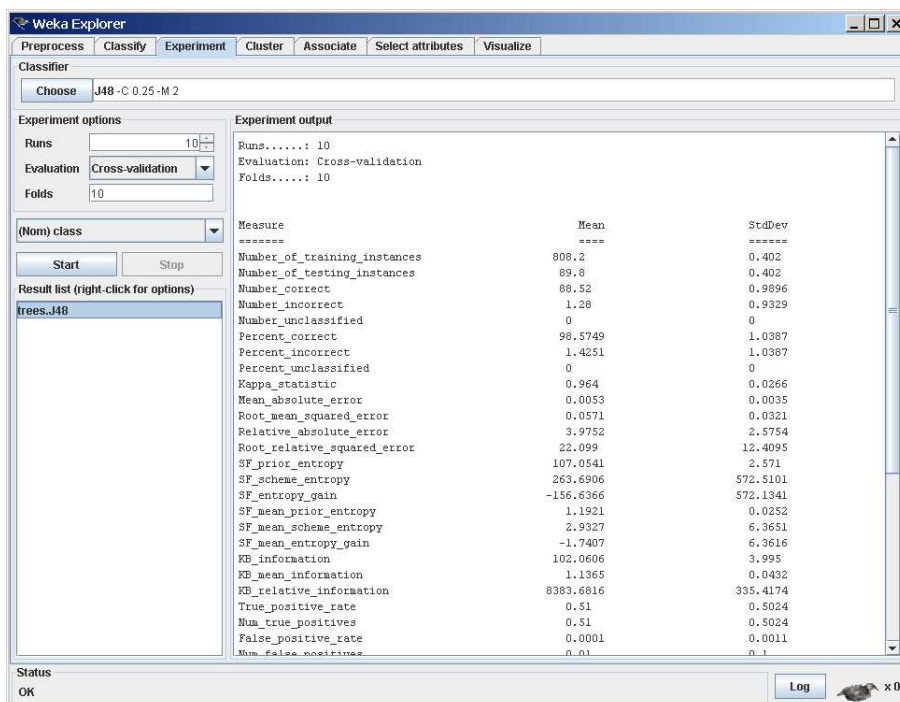 Weka Explorer
Preprocess Classify Experiment Cluster Associate Select attributes Visualize
Classifier
Choose J48 -C 0.25 -M 2
Experiment options
Runs 10
Evaluation Cross-validation
Folds 10
(Nom) class
Start Stop
Result list (right-click for options)
trees.J48
Experiment output
Runs......: 10
Evaluation: Cross-validation
Folds.....: 10
Measure Mean StdDev
======= ==== ======
Number_of_training_instances 808.2 0.402
Number_of_testing_instances 89.8 0.402
Number_correct 88.52 0.9896
Number_incorrect 1.28 0.9329
Number_unclassified 0 0
Percent_correct 98.5749 1.0387
Percent_incorrect 1.4251 1.0387
Percent_unclassified 0 0
Kappa_statistic 0.964 0.0266
Mean_absolute_error 0.0053 0.0035
Root_mean_squared_error 0.0571 0.0321
Relative_absolute_error 3.9752 2.5754
Root_relative_squared_error 22.099 12.4095
SF_prior_entropy 107.0541 2.571
SF_scheme_entropy 263.6906 572.5101
SF_entropy_gain -156.6366 572.1341
SF_mean_prior_entropy 1.1921 0.0252
SF_mean_scheme_entropy 2.9327 6.3651
SF_mean_entropy_gain -1.7407 6.3616
KB_information 102.0606 3.995
KB_mean_information 1.1365 0.0432
KB_relative_information 8383.6816 335.4174
True_positive_rate 0.51 0.5024
Num_true_positives 0.51 0.5024
False_positive_rate 0.0001 0.0011
Num_false_positives 0.01 0.1
Status
OK
Log x 0